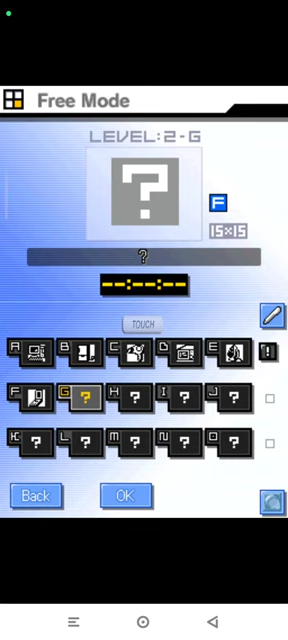 Free Mode
LEVEL:2-G
?
F
15×15
?
--:--:--
TOUCH
A B C D E !
F G ? H ? I ? J ?
K ? L ? M ? N ? O ?
Back OK